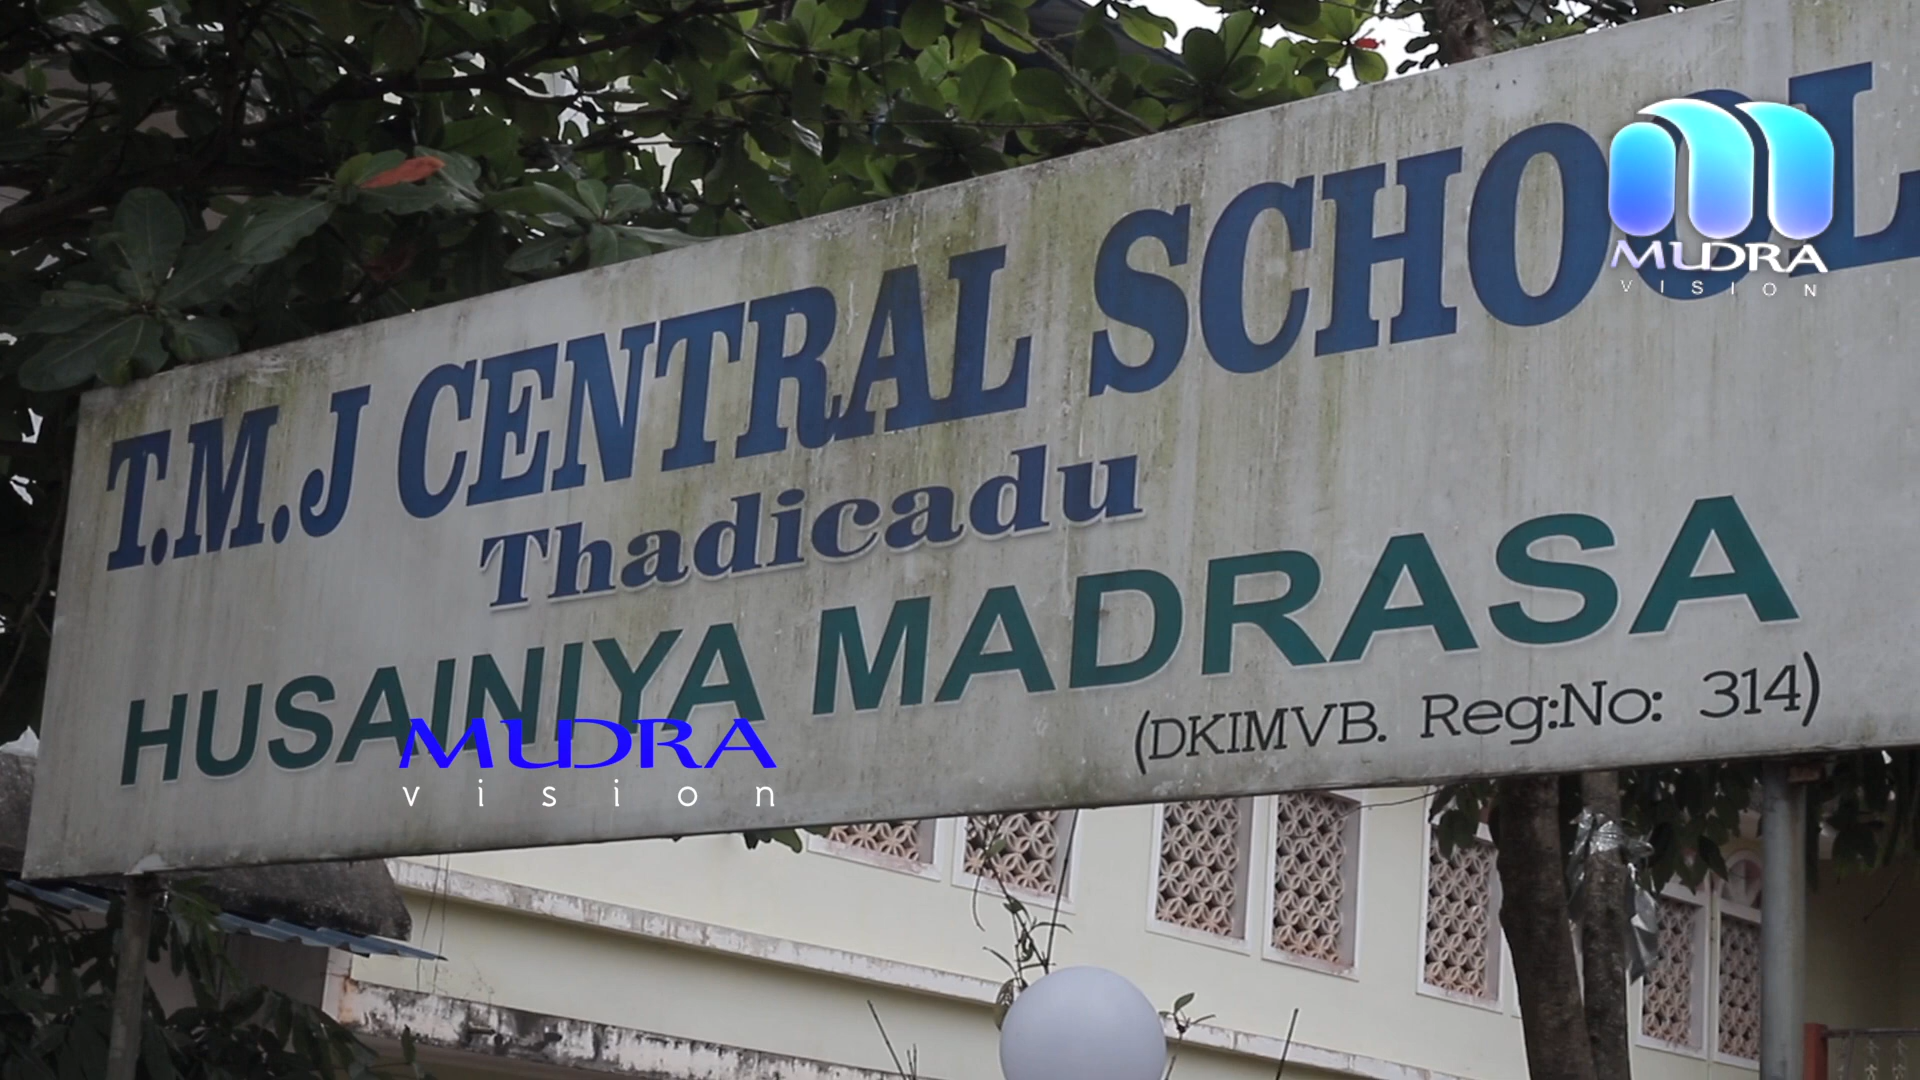 T.M.J CENTRAL SCHOOL
Thadicadu
HUSAINIYA MADRASA
(DKIMVB. Reg:No: 314)
MUDRA
VISION
MUDRA
vision